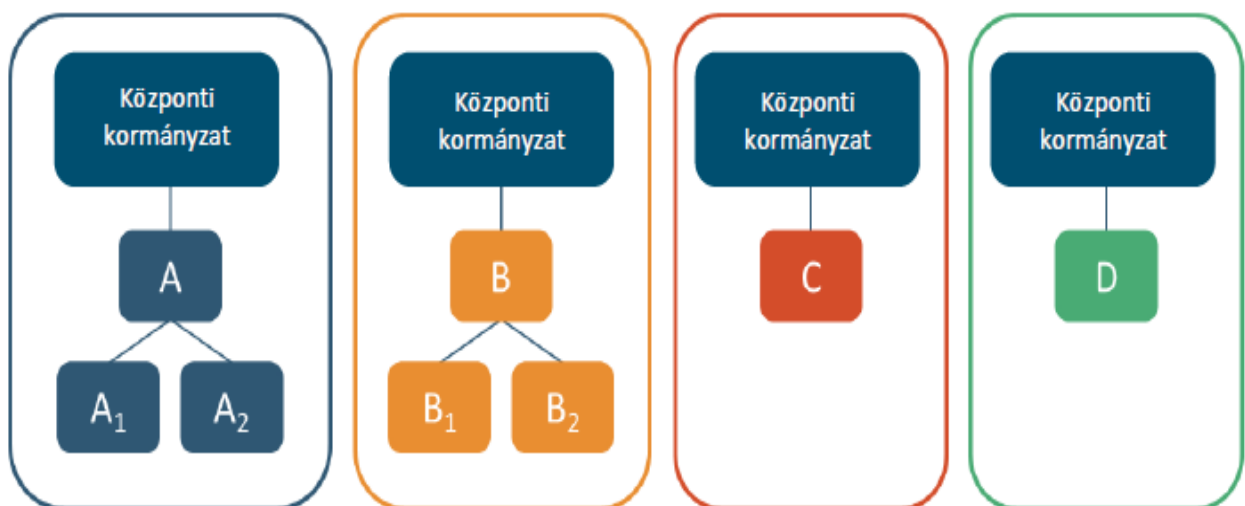 Központi
kormányzat
Központi
kormányzat
Központi
kormányzat
Központi
kormányzat
A
B
C
D
A₁
A₂
B₁
B₂